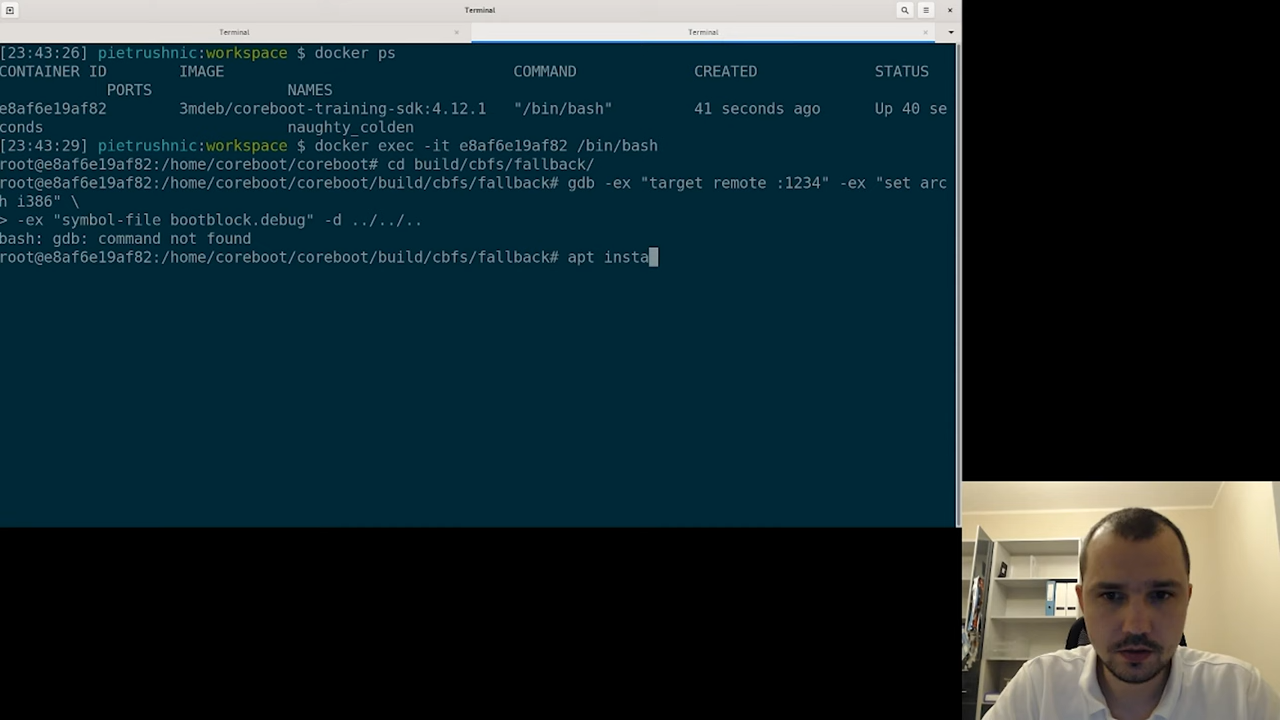 Terminal
Terminal
Terminal
[23:43:26] pietrushnic:workspace $ docker ps
CONTAINER ID IMAGE COMMAND CREATED STATUS
PORTS NAMES
e8af6e19af82 3mdeb/coreboot-training-sdk:4.12.1 "/bin/bash" 41 seconds ago Up 40 se
conds naughty_colden
[23:43:29] pietrushnic:workspace $ docker exec -it e8af6e19af82 /bin/bash
root@e8af6e19af82:/home/coreboot/coreboot# cd build/cbfs/fallback/
root@e8af6e19af82:/home/coreboot/coreboot/build/cbfs/fallback# gdb -ex "target remote :1234" -ex "set arc
h i386" \
> -ex "symbol-file bootblock.debug" -d ../../..
bash: gdb: command not found
root@e8af6e19af82:/home/coreboot/coreboot/build/cbfs/fallback# apt insta